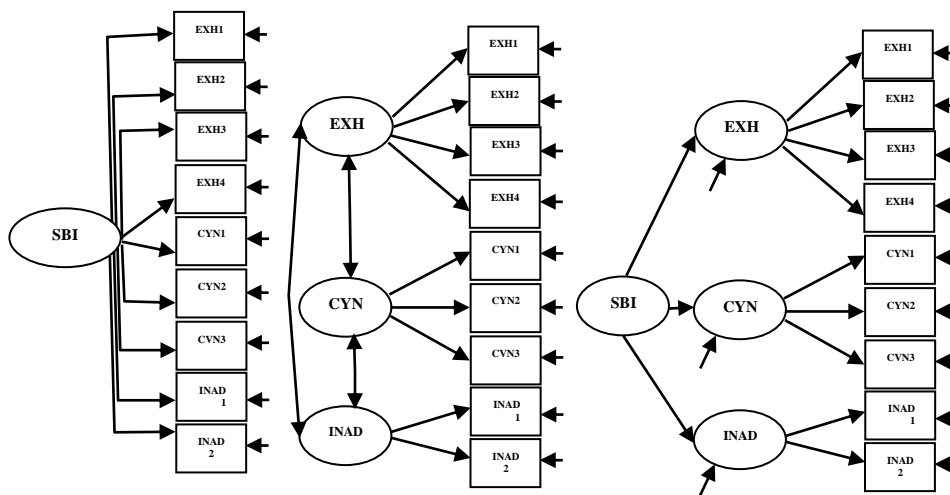 EXH1
EXH2
EXH3
EXH4
SBI
CYN1
CYN2
CVN3
INAD
1
INAD
2
EXH1
EXH2
EXH3
EXH4
EXH
CYN1
CYN2
CVN3
CYN
INAD
1
INAD
2
INAD
EXH1
EXH2
EXH3
EXH4
EXH
SBI
CYN1
CYN2
CVN3
CYN
INAD
1
INAD
2
INAD